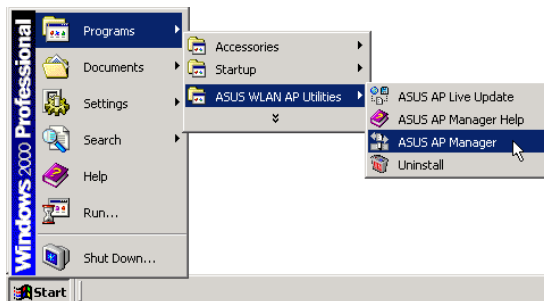 Windows 2000 Professional
Programs
Documents
Settings
Search
Help
Run...
Shut Down...
Start
Accessories
Startup
ASUS WLAN AP Utilities
ASUS AP Live Update
ASUS AP Manager Help
ASUS AP Manager
Uninstall